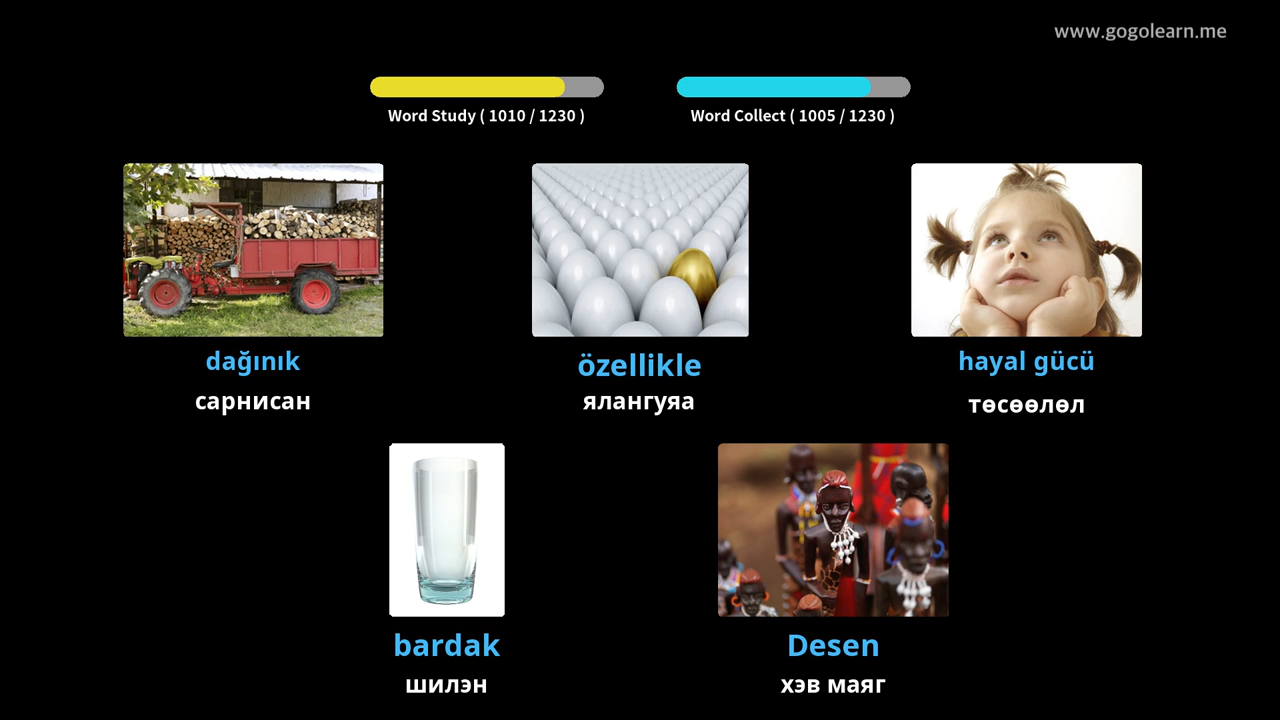 www.gogolearn.me
Word Study ( 1010 / 1230 )
Word Collect ( 1005 / 1230 )
dağınık
сарнисан
özellikle
ялангуяа
hayal gücü
төсөөлөл
bardak
шилэн
Desen
хэв маяг